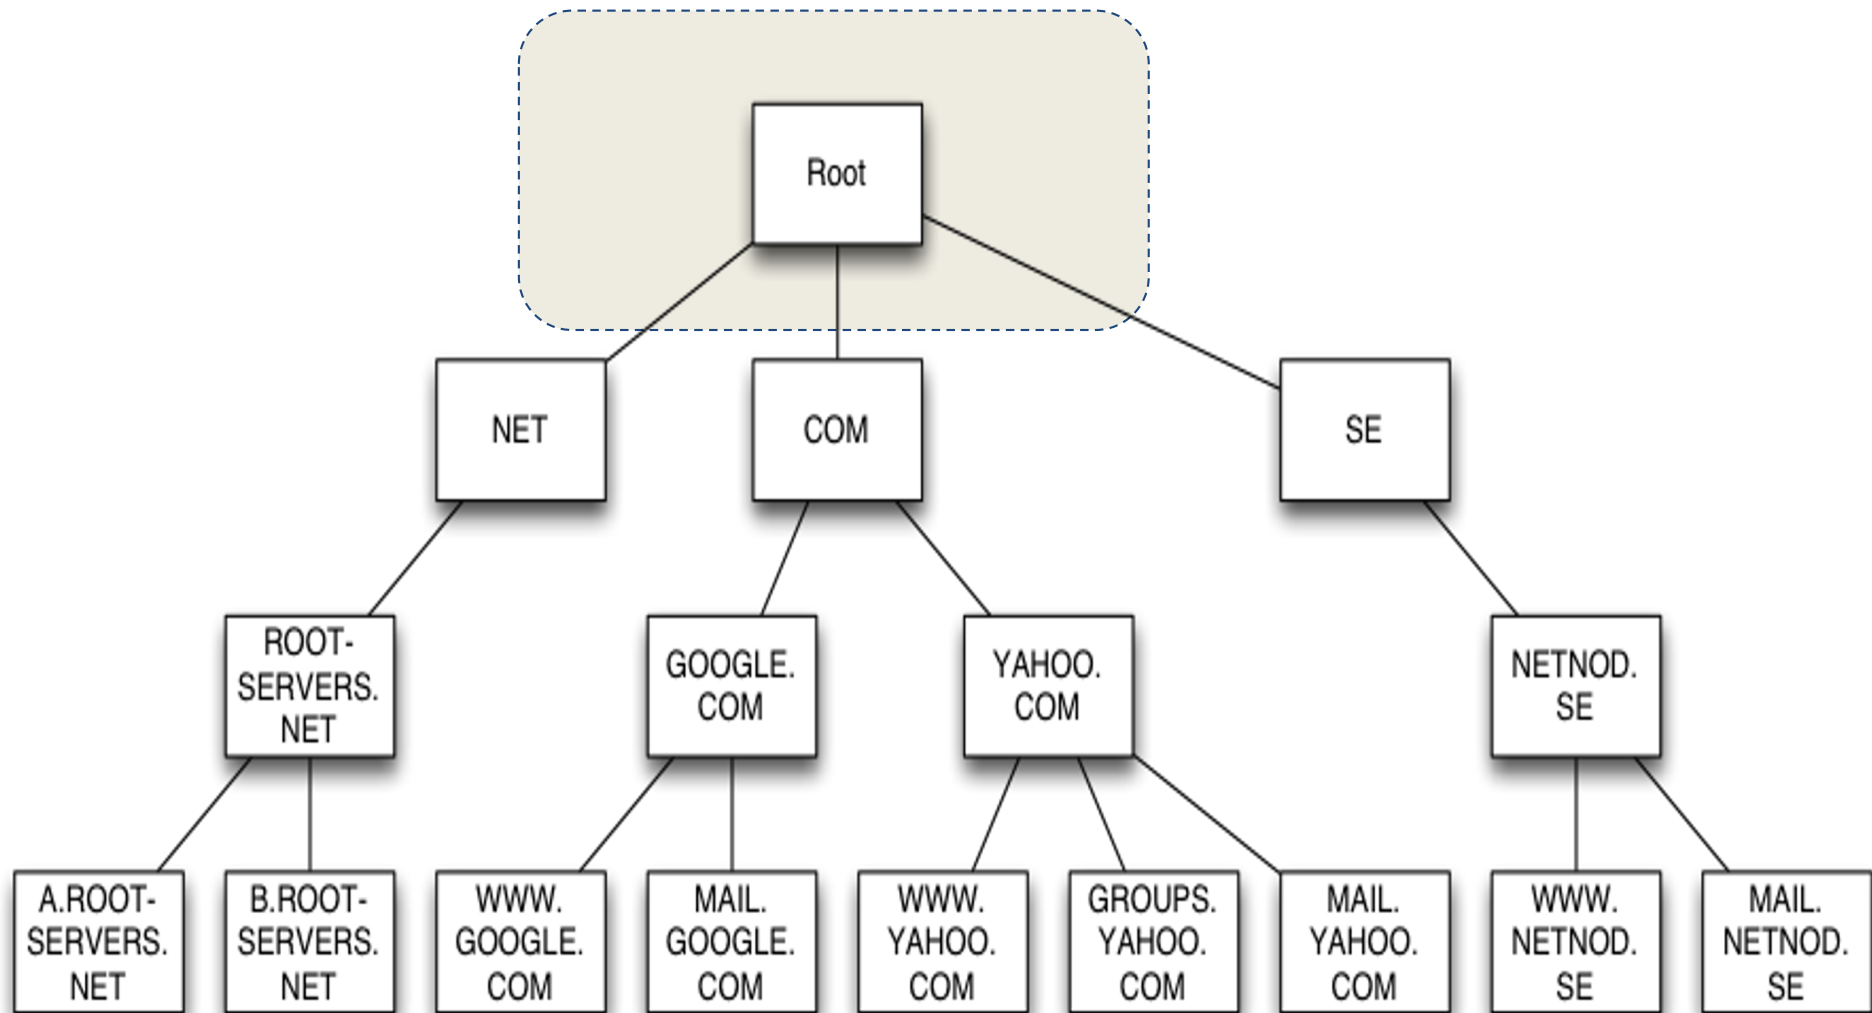 Root
NET
COM
SE
ROOT-
SERVERS.
NET
GOOGLE.
COM
YAHOO.
COM
NETNOD.
SE
A.ROOT-
SERVERS.
NET
B.ROOT-
SERVERS.
NET
WWW.
GOOGLE.
COM
MAIL.
GOOGLE.
COM
WWW.
YAHOO.
COM
GROUPS.
YAHOO.
COM
MAIL.
YAHOO.
COM
WWW.
NETNOD.
SE
MAIL.
NETNOD.
SE